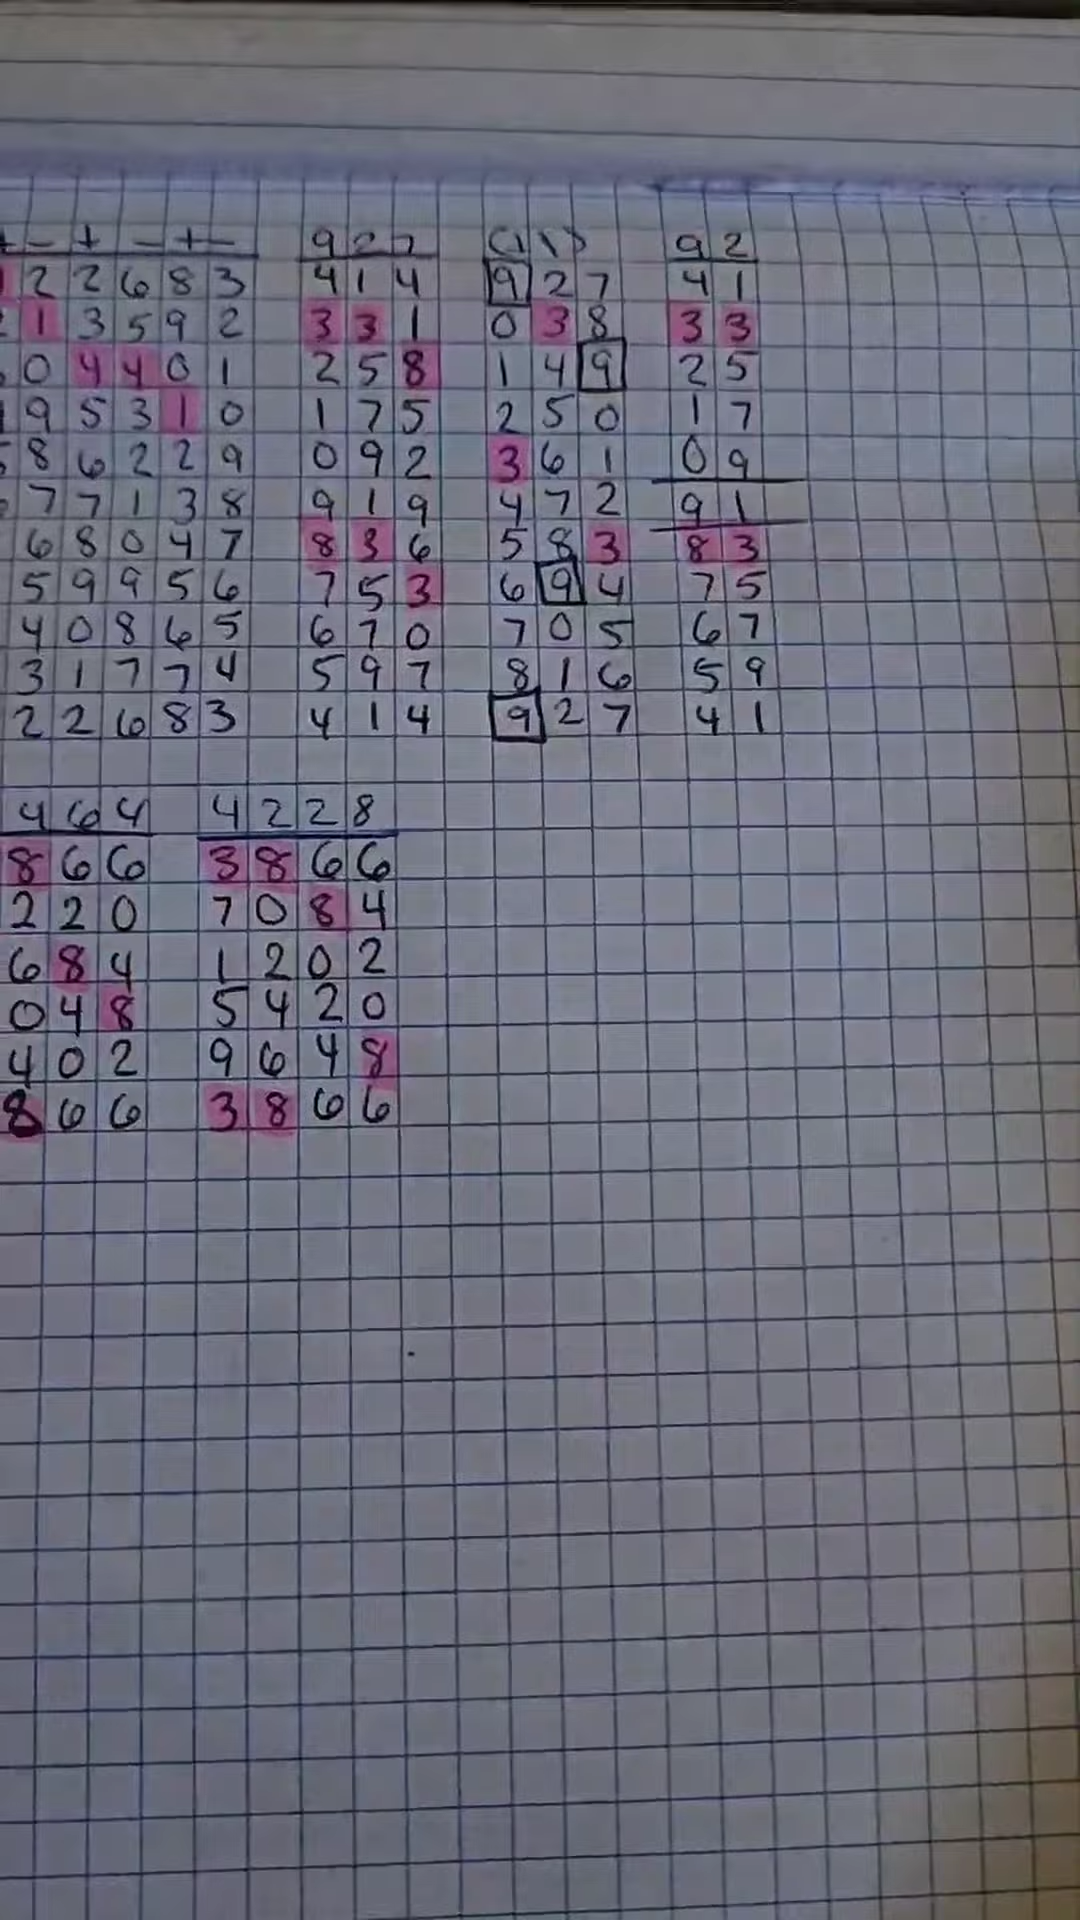 + - + - + -   9 2 7   (1 1)   9 2
2 2 6 8 3   4 1 4   9 2 7   4 1
1 3 5 9 2   3 3 1   0 3 8   3 3
0 4 4 0 1   2 5 8   1 4 9   2 5
9 5 3 1 0   1 7 5   2 5 0   1 7
8 6 2 2 9   0 9 2   3 6 1   0 9
7 7 1 3 8   9 1 9   4 7 2   9 1
6 8 0 4 7   8 3 6   5 8 3   8 3
5 9 9 5 6   7 5 3   6 9 4   7 5
4 0 8 6 5   6 7 0   7 0 5   6 7
3 1 7 7 4   5 9 7   8 1 6   5 9
2 2 6 8 3   4 1 4   9 2 7   4 1
4 6 4   4 2 2 8
8 6 6   3 8 6 6
2 2 0   7 0 8 4
6 8 4   1 2 0 2
0 4 8   5 4 2 0
4 0 2   9 6 4 8
8 6 6   3 8 6 6